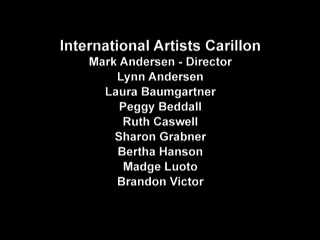 International Artists Carillon
Mark Andersen - Director
Lynn Andersen
Laura Baumgartner
Peggy Beddall
Ruth Caswell
Sharon Grabner
Bertha Hanson
Madge Luoto
Brandon Victor